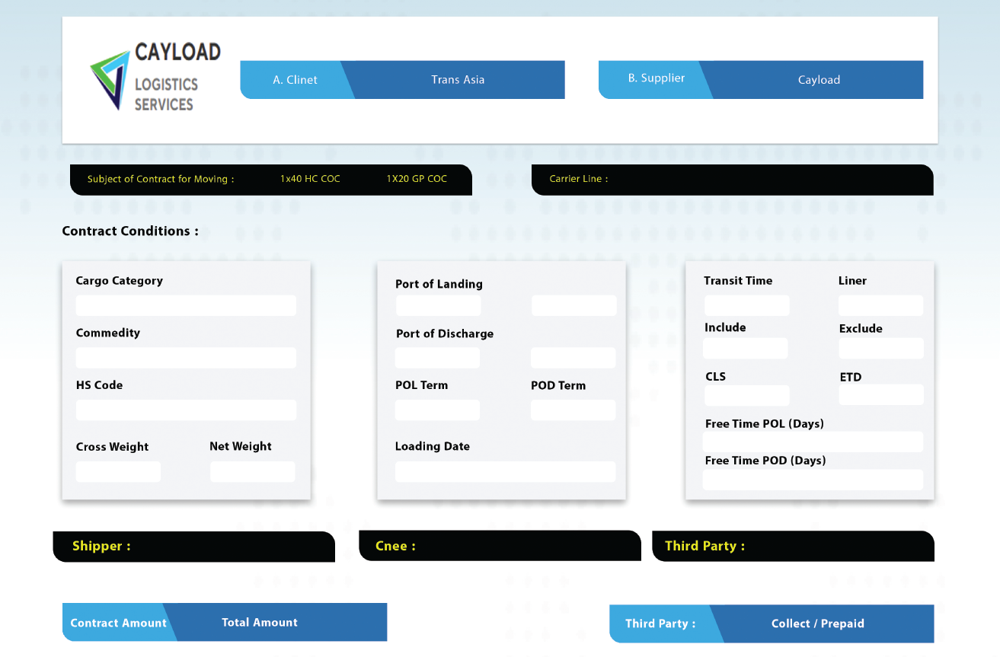 CAYLOAD
LOGISTICS
SERVICES
A. Clinet
Trans Asia
B. Supplier
Cayload
Subject of Contract for Moving :
1x40 HC COC
1X20 GP COC
Carrier Line :
Contract Conditions :
Cargo Category
Commedity
HS Code
Cross Weight
Net Weight
Port of Landing
Port of Discharge
POL Term
POD Term
Loading Date
Transit Time
Liner
Include
Exclude
CLS
ETD
Free Time POL (Days)
Free Time POD (Days)
Shipper :
Cnee :
Third Party :
Contract Amount
Total Amount
Third Party :
Collect / Prepaid